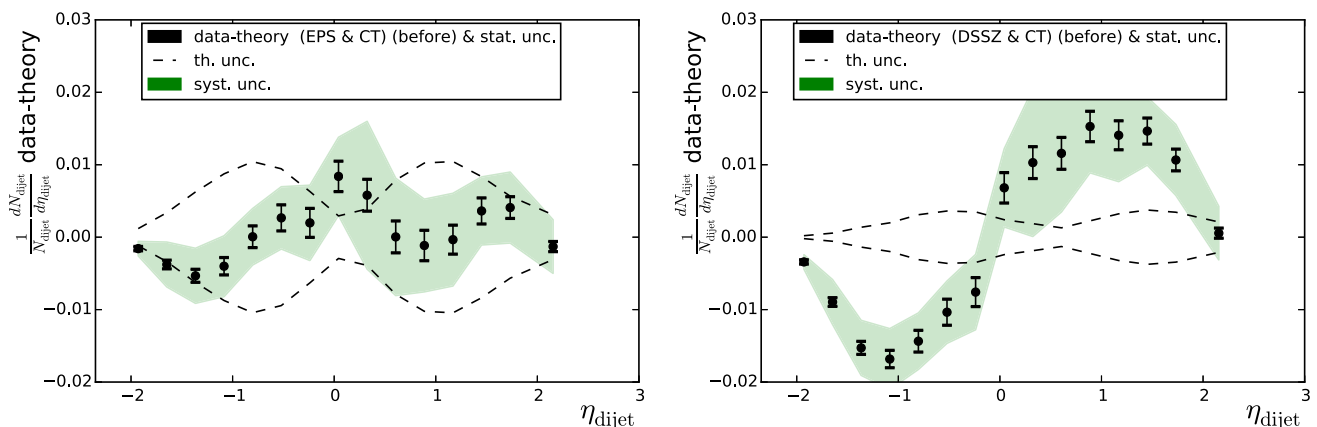 0.03
0.02
0.01
0.00
−0.01
−0.02
1/N_dijet dN_dijet/dη_dijet data-theory
data-theory (EPS & CT) (before) & stat. unc.
th. unc.
syst. unc.
−2 −1 0 1 2 3
η_dijet
0.03
0.02
0.01
0.00
−0.01
−0.02
1/N_dijet dN_dijet/dη_dijet data-theory
data-theory (DSSZ & CT) (before) & stat. unc.
th. unc.
syst. unc.
−2 −1 0 1 2 3
η_dijet